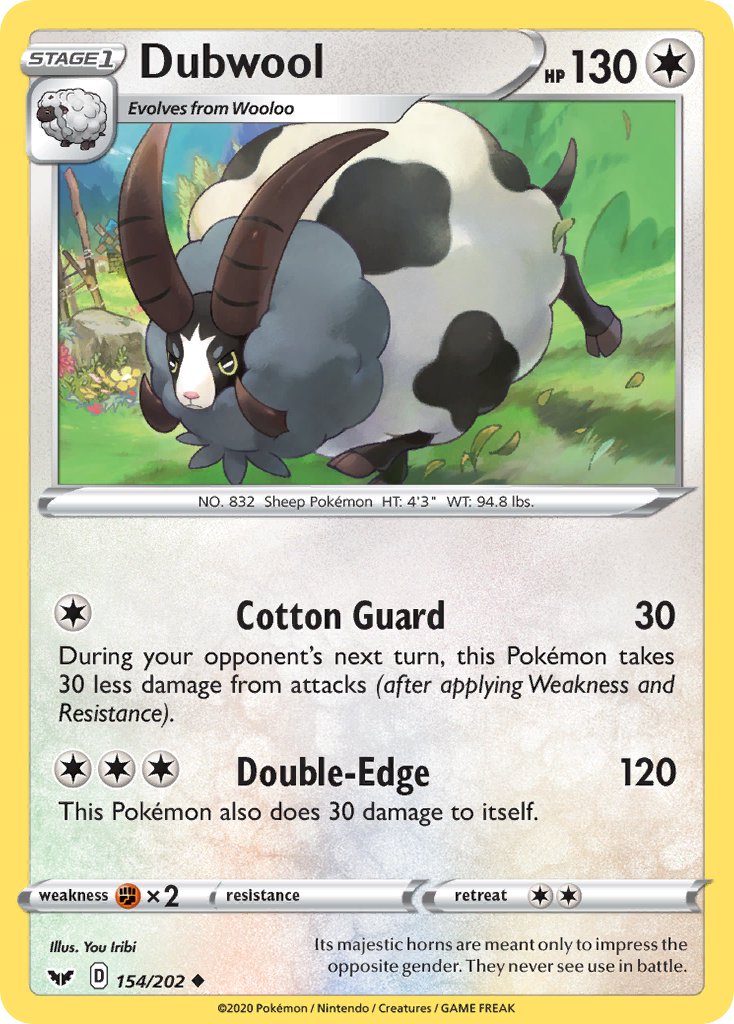 STAGE 1
Dubwool
HP 130
Evolves from Wooloo
NO. 832 Sheep Pokémon HT: 4'3" WT: 94.8 lbs.
Cotton Guard 30
During your opponent's next turn, this Pokémon takes
30 less damage from attacks (after applying Weakness and
Resistance).
Double-Edge 120
This Pokémon also does 30 damage to itself.
weakness ×2 resistance retreat
Illus. You Iribi
Its majestic horns are meant only to impress the
opposite gender. They never see use in battle.
D 154/202
©2020 Pokémon / Nintendo / Creatures / GAME FREAK